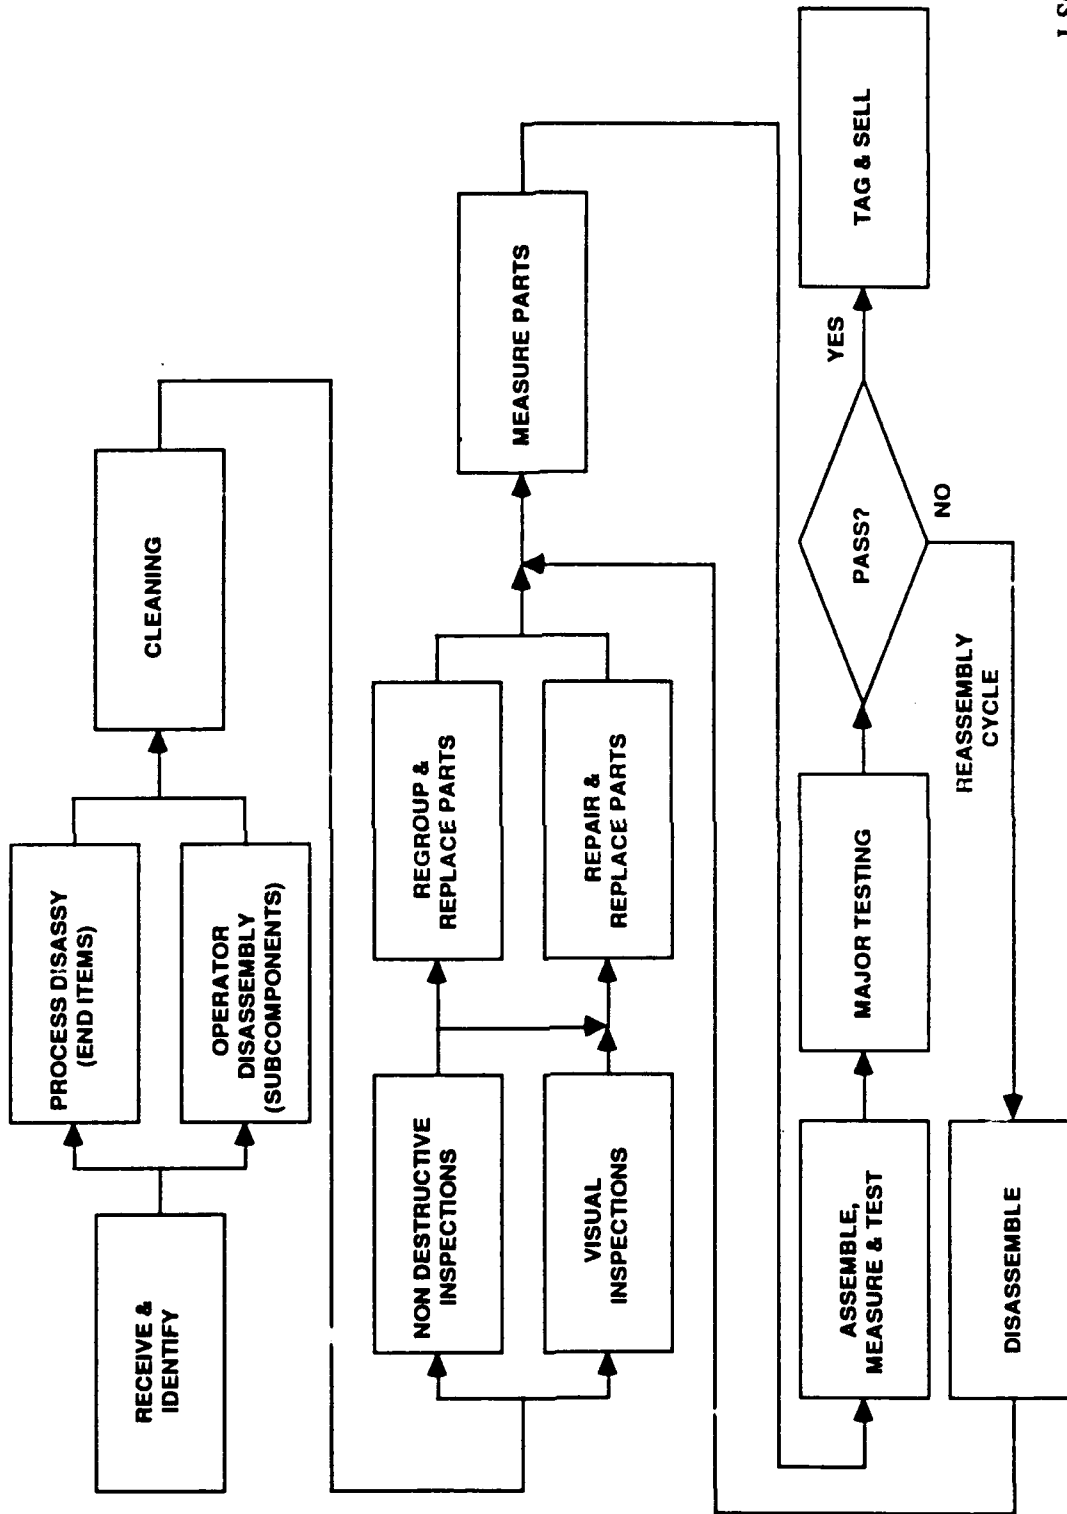 RECEIVE &
IDENTIFY
PROCESS DISASSY
(END ITEMS)
OPERATOR
DISASSEMBLY
(SUBCOMPONENTS)
CLEANING
NON DESTRUCTIVE
INSPECTIONS
VISUAL
INSPECTIONS
REGROUP &
REPLACE PARTS
REPAIR &
REPLACE PARTS
MEASURE PARTS
ASSEMBLE,
MEASURE & TEST
MAJOR TESTING
PASS?
YES
TAG & SELL
NO
REASSEMBLY
CYCLE
DISASSEMBLE